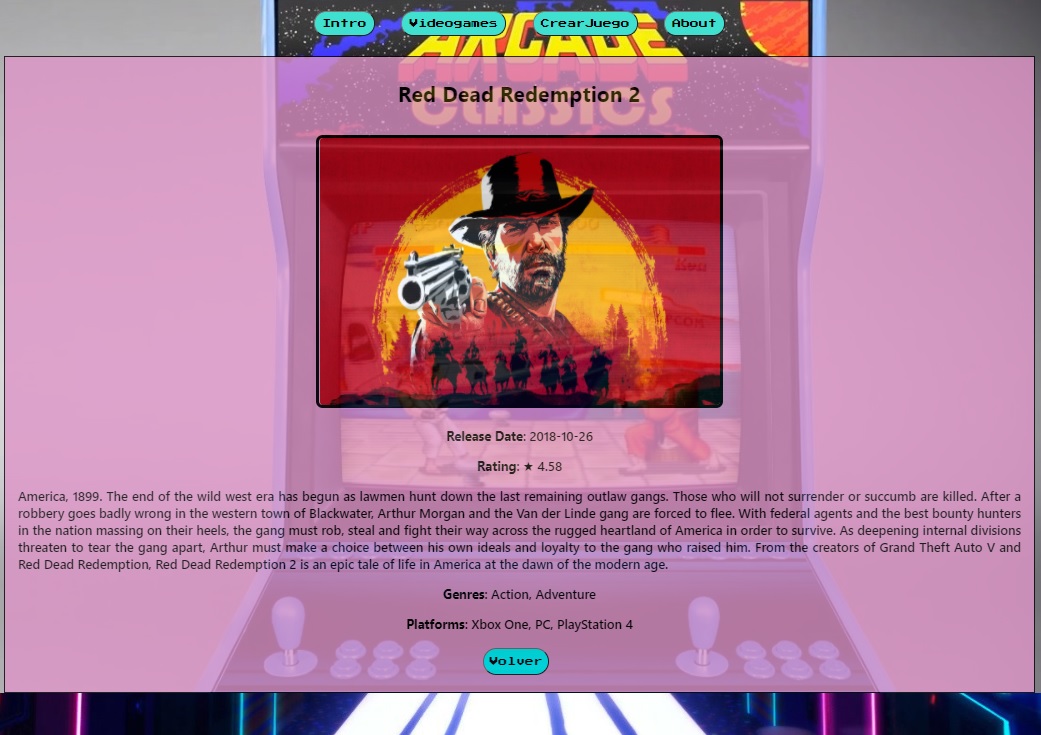 Intro Videogames CrearJuego About
ARCADE
CLASSICS
Red Dead Redemption 2
Release Date: 2018-10-26
Rating: ★ 4.58
America, 1899. The end of the wild west era has begun as lawmen hunt down the last remaining outlaw gangs. Those who will not surrender or succumb are killed. After a
robbery goes badly wrong in the western town of Blackwater, Arthur Morgan and the Van der Linde gang are forced to flee. With federal agents and the best bounty hunters
in the nation massing on their heels, the gang must rob, steal and fight their way across the rugged heartland of America in order to survive. As deepening internal divisions
threaten to tear the gang apart, Arthur must make a choice between his own ideals and loyalty to the gang who raised him. From the creators of Grand Theft Auto V and
Red Dead Redemption, Red Dead Redemption 2 is an epic tale of life in America at the dawn of the modern age.
Genres: Action, Adventure
Platforms: Xbox One, PC, PlayStation 4
Volver